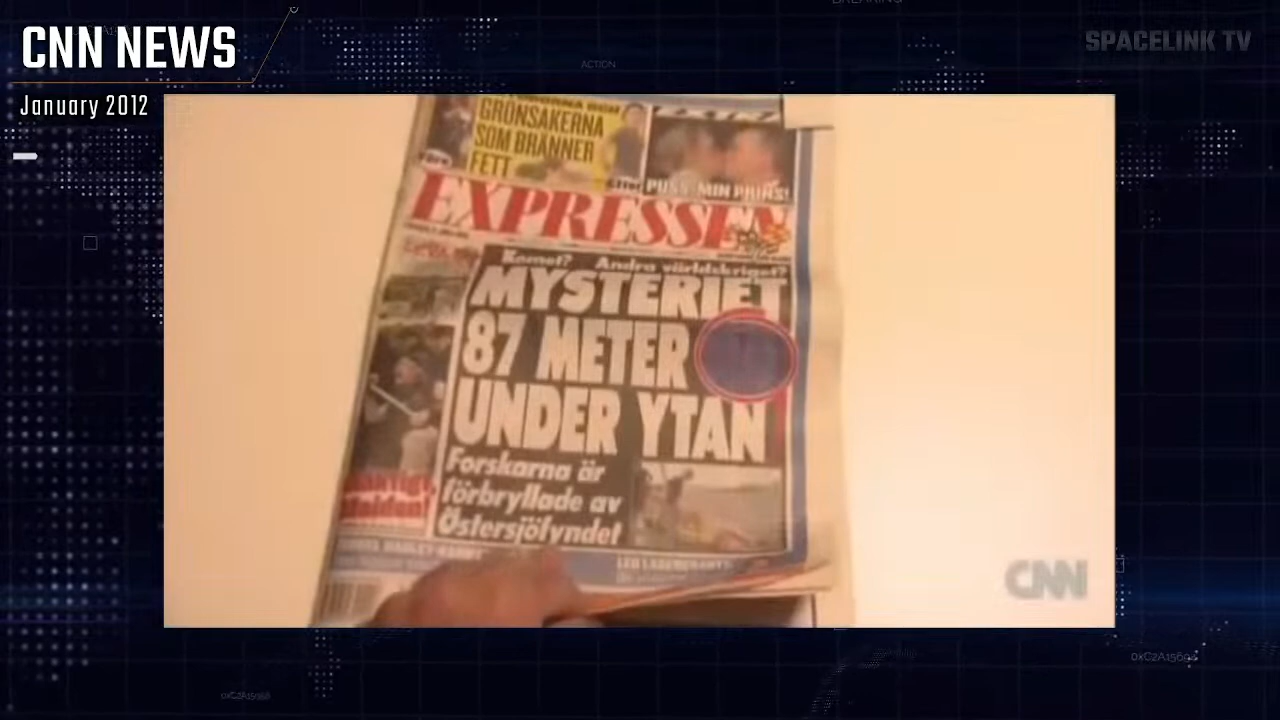 CNN NEWS
SPACELINK TV
ACTION
January 2012
GRÖNSAKERNA
SOM BRÄNNER
FETT
PUSS MIN PRINS!
EXPRESSEN
Komet? Andra världskriget?
MYSTERIET
87 METER
UNDER YTAN
Forskarna är
förbryllade av
Östersjöfyndet
CNN